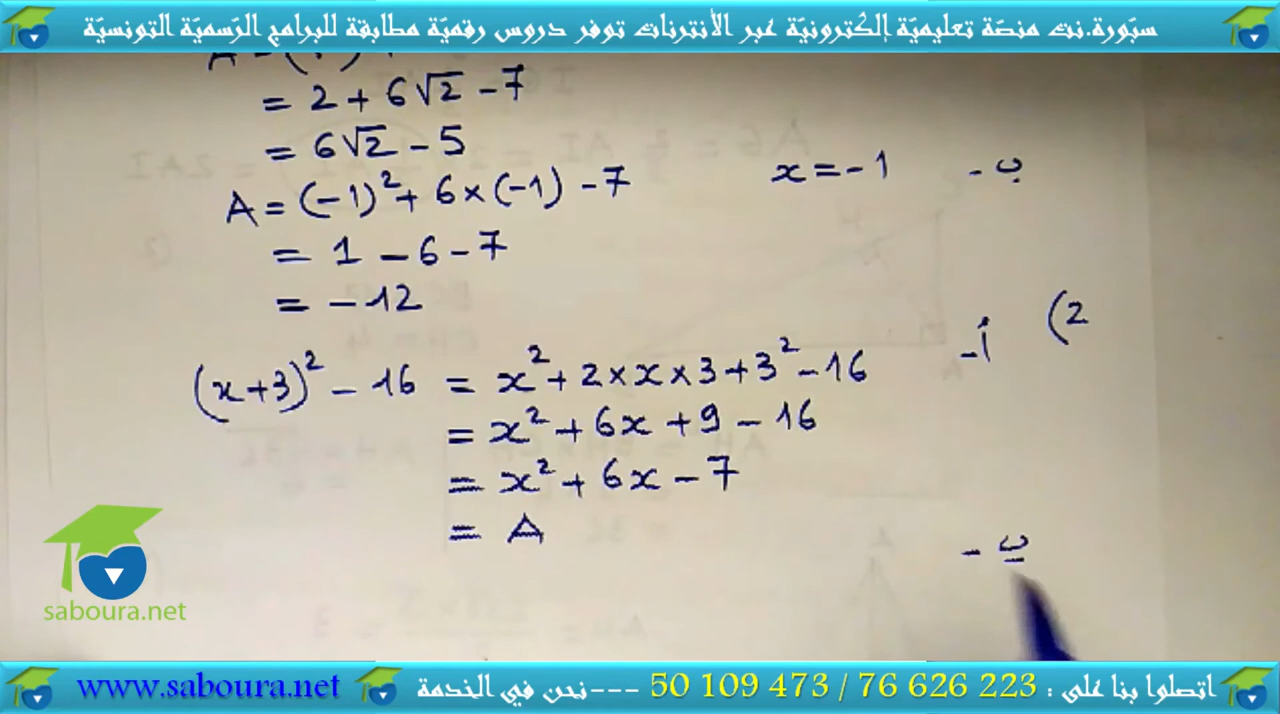 سبّورة.نت منصّة تعليميّة إلكترونيّة عبر الأنترنات توفر دروس رقميّة مطابقة للبرامج الرّسميّة التونسيّة
= 2 + 6√2 - 7
= 6√2 - 5
ب - x = -1
A = (-1)² + 6 × (-1) - 7
= 1 - 6 - 7
= -12
2) أ-
(x+3)² - 16 = x² + 2 × x × 3 + 3² - 16
= x² + 6x + 9 - 16
= x² + 6x - 7
= A
ب -
saboura.net
اتصلوا بنا على : 223 626 76 / 473 109 50 ---نحن في الخدمة www.saboura.net